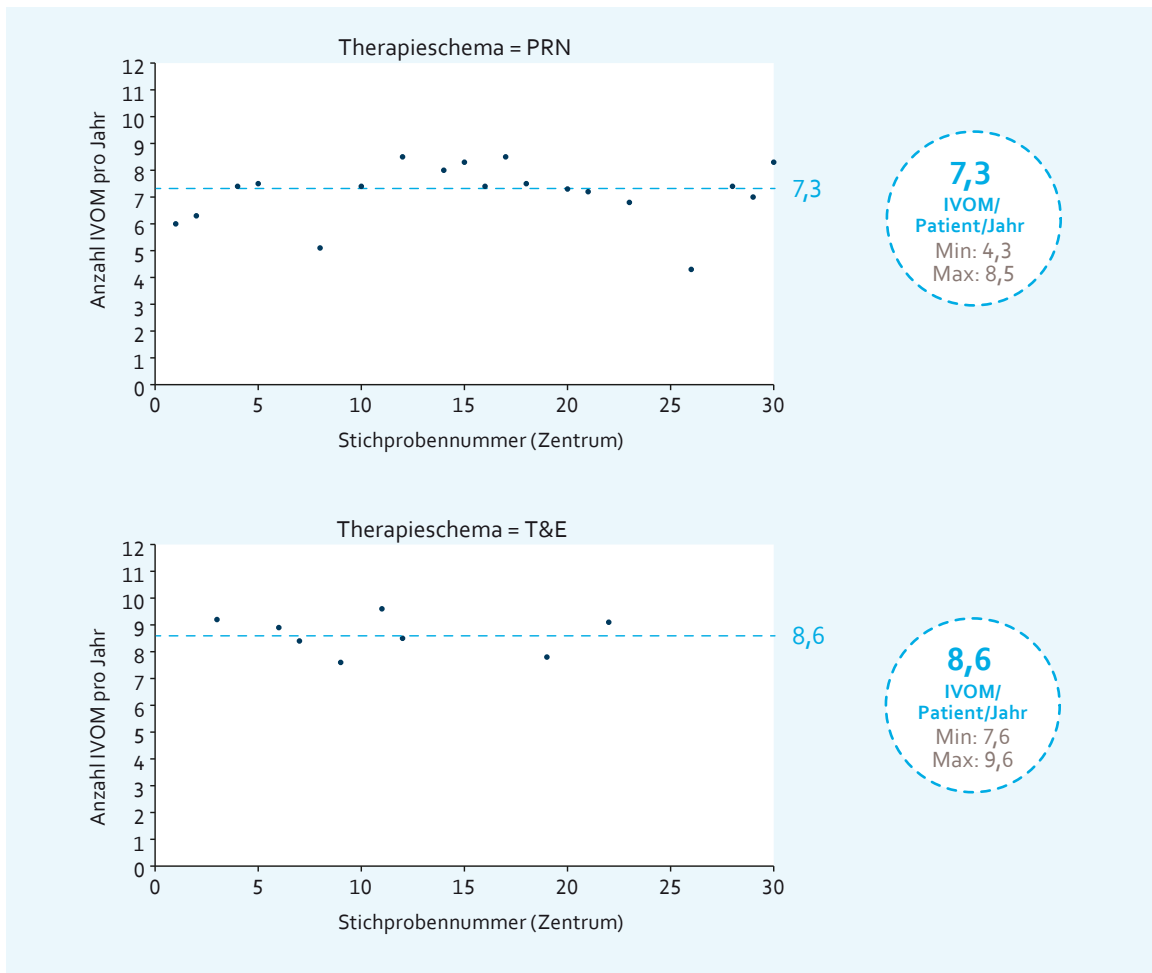 Therapieschema = PRN
Anzahl IVOM pro Jahr
12
11
10
9
8
7
6
5
4
3
2
1
0
0 5 10 15 20 25 30
Stichprobennummer (Zentrum)
7,3
7,3
IVOM/
Patient/Jahr
Min: 4,3
Max: 8,5
Therapieschema = T&E
Anzahl IVOM pro Jahr
12
11
10
9
8
7
6
5
4
3
2
1
0
0 5 10 15 20 25 30
Stichprobennummer (Zentrum)
8,6
8,6
IVOM/
Patient/Jahr
Min: 7,6
Max: 9,6